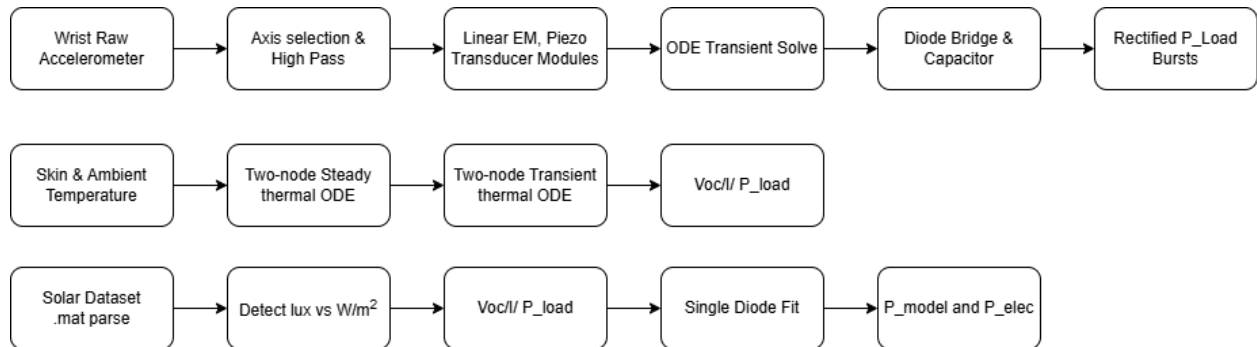 Wrist Raw
Accelerometer
Axis selection &
High Pass
Linear EM, Piezo
Transducer Modules
ODE Transient Solve
Diode Bridge &
Capacitor
Rectified P_Load
Bursts
Skin & Ambient
Temperature
Two-node Steady
thermal ODE
Two-node Transient
thermal ODE
Voc/I/ P_load
Solar Dataset
.mat parse
Detect lux vs W/m²
Voc/I/ P_load
Single Diode Fit
P_model and P_elec